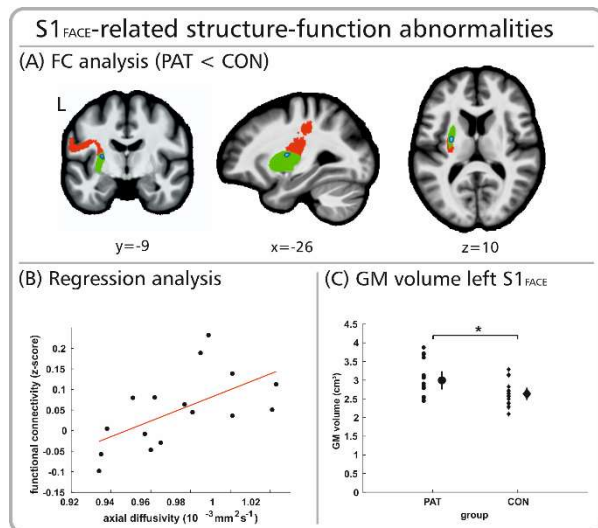 S1FACE-related structure-function abnormalities
(A) FC analysis (PAT < CON)
L
y=-9
x=-26
z=10
(B) Regression analysis
functional connectivity (z-score)
0.2
0.15
0.1
0.05
0
-0.05
-0.1
-0.15
0.92
0.94
0.96
0.98
1
1.02
axial diffusivity (10 -3mm2s-1)
(C) GM volume left S1FACE
GM volume (cm3)
4.5
4
3.5
3
2.5
2
1.5
1
0.5
0
*
PAT
CON
group